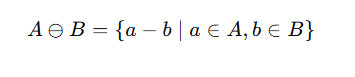 A ⊖ B = {a − b | a ∈ A, b ∈ B}